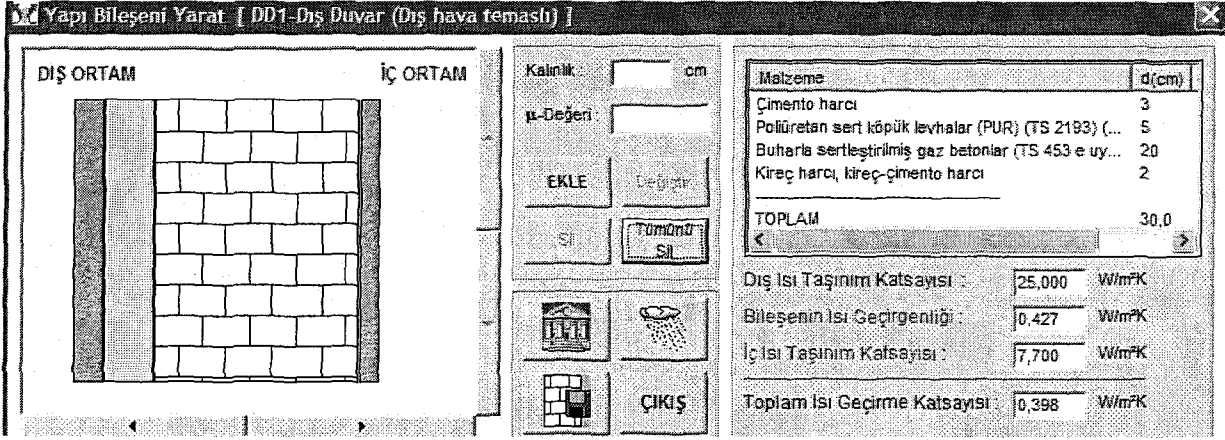 Yapı Bileşeni Yarat [ DD1-Dış Duvar (Dış hava temaslı) ]
DIŞ ORTAM
İÇ ORTAM
Kalınlık :
cm
µ-Değeri
EKLE
Değiştir
Sil
Tümünü
Sil
ÇIKIŞ
Malzeme
d(cm)
Çimento harcı
3
Poliüretan sert köpük levhalar (PUR) (TS 2193) (...
5
Buharla sertleştirilmiş gaz betonlar (TS 453 e uy...
20
Kireç harcı, kireç-çimento harcı
2
TOPLAM
30,0
Dış Isı Taşınım Katsayısı :
25,000
W/m²K
Bileşenin Isı Geçirgenliği :
0,427
W/m²K
İç Isı Taşınım Katsayısı :
7,700
W/m²K
Toplam Isı Geçirme Katsayısı :
0,398
W/m²K